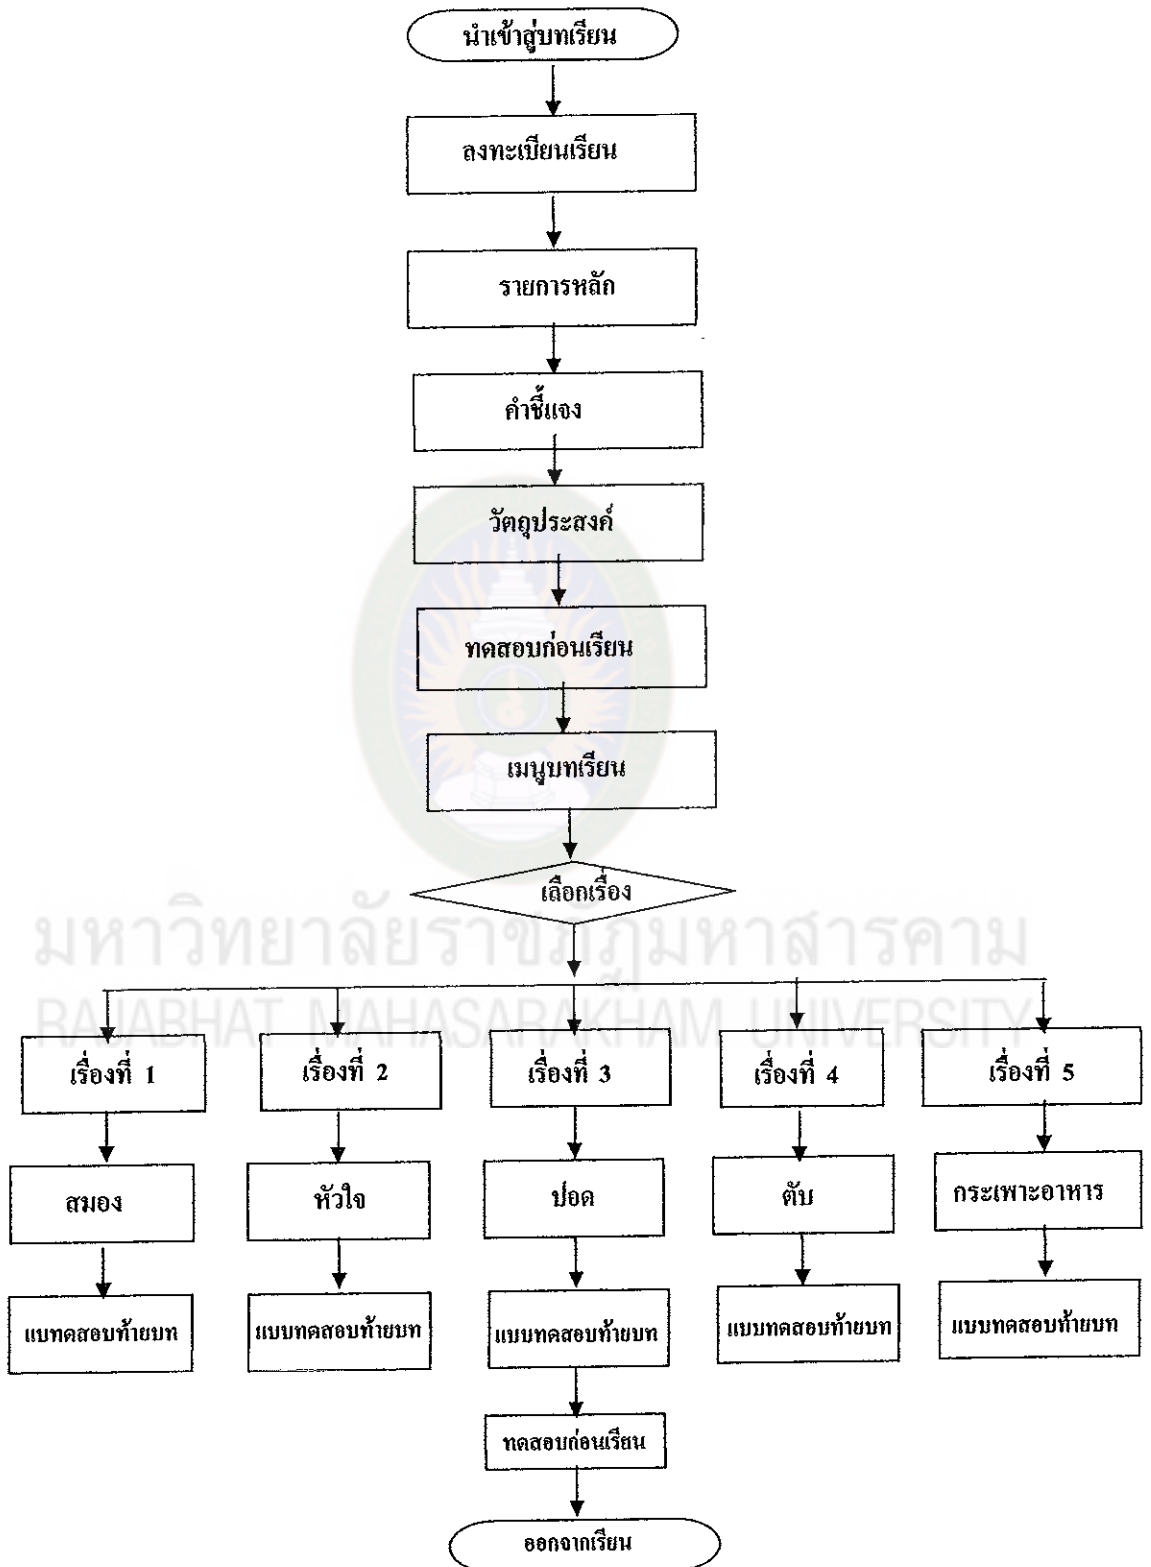 นำเข้าสู่บทเรียน
ลงทะเบียนเรียน
รายการหลัก
คำชี้แจง
วัตถุประสงค์
ทดสอบก่อนเรียน
เมนูบทเรียน
เลือกเรื่อง
มหาวิทยาลัยราชภัฏมหาสารคาม
RAJABHAT MAHASARAKHAM UNIVERSITY
เรื่องที่ 1
เรื่องที่ 2
เรื่องที่ 3
เรื่องที่ 4
เรื่องที่ 5
สมอง
หัวใจ
ปอด
ตับ
กระเพาะอาหาร
แบทดสอบท้ายบท
แบบทดสอบท้ายบท
แบบทดสอบท้ายบท
แบบทดสอบท้ายบท
แบบทดสอบท้ายบท
ทดสอบก่อนเรียน
ออกจากเรียน